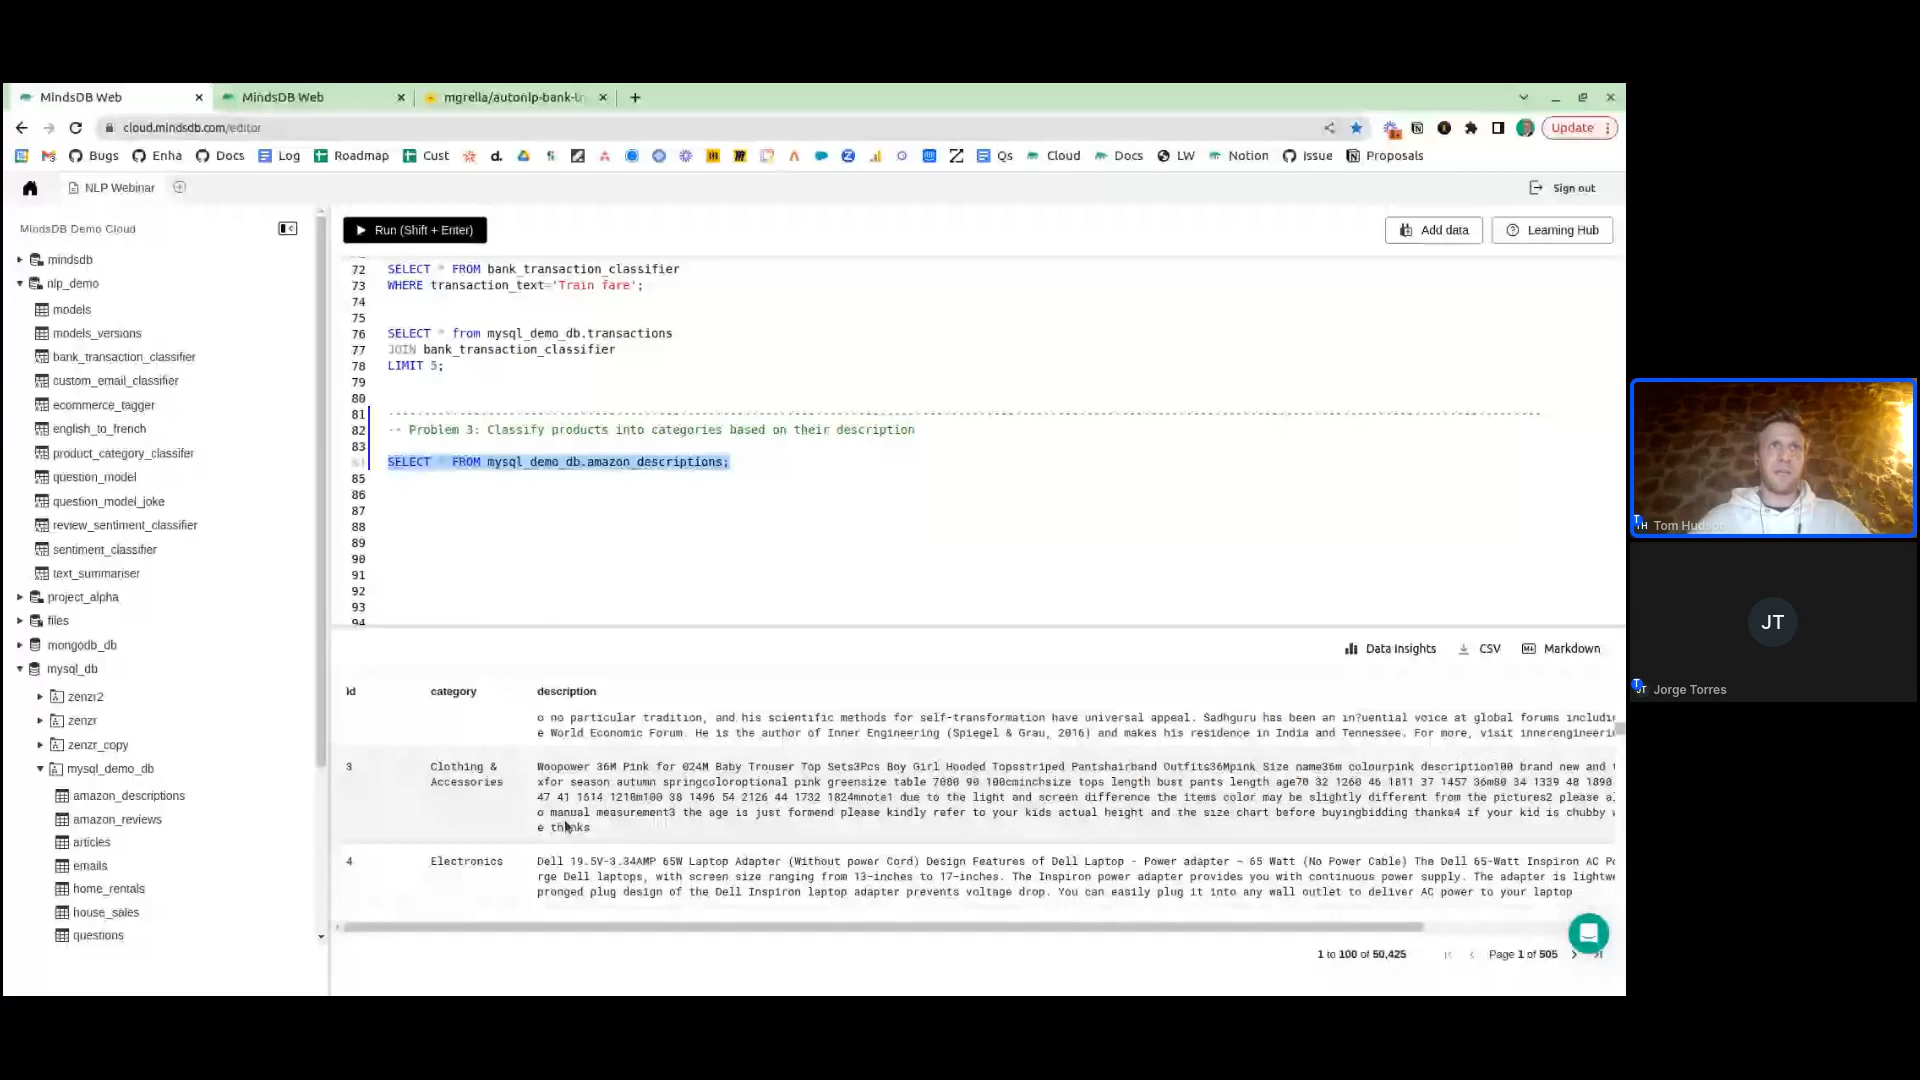 MindsDB Web
MindsDB Web
mgrella/autonlp-bank-tr
cloud.mindsdb.com/editor
Update
Bugs
Enha
Docs
Log
Roadmap
Cust
d.
Qs
Cloud
Docs
LW
Notion
Issue
Proposals
NLP Webinar
Sign out
MindsDB Demo Cloud
mindsdb
nlp_demo
models
models_versions
bank_transaction_classifier
custom_email_classifier
ecommerce_tagger
english_to_french
product_category_classifer
question_model
question_model_joke
review_sentiment_classifier
sentiment_classifier
text_summariser
project_alpha
files
mongodb_db
mysql_db
zenzr2
zenzr
zenzr_copy
mysql_demo_db
amazon_descriptions
amazon_reviews
articles
emails
home_rentals
house_sales
questions
Run (Shift + Enter)
Add data
Learning Hub
72 SELECT * FROM bank_transaction_classifier
73 WHERE transaction_text='Train fare';
74
75
76 SELECT * from mysql_demo_db.transactions
77 JOIN bank_transaction_classifier
78 LIMIT 5;
79
80
81
82 -- Problem 3: Classify products into categories based on their description
83
SELECT * FROM mysql_demo_db.amazon_descriptions;
85
86
87
88
89
90
91
92
93
94
Data Insights
CSV
Markdown
id category description
o no particular tradition, and his scientific methods for self-transformation have universal appeal. Sadhguru has been an in?uential voice at global forums includi
e World Economic Forum. He is the author of Inner Engineering (Spiegel & Grau, 2016) and makes his residence in India and Tennessee. For more, visit innerengineeri
3 Clothing & Woopower 36M Pink for 024M Baby Trouser Top Sets3Pcs Boy Girl Hooded Topsstriped Pantshairband Outfits36Mpink Size name36m colourpink description100 brand new and
Accessories xfor season autumn springcoloroptional pink greensize table 7080 90 100cminchsize tops length bust pants length age70 32 1260 46 1811 37 1457 36m80 34 1339 48 1890
47 41 1614 1218m100 38 1496 54 2126 44 1732 1824mnote1 due to the light and screen difference the items color may be slightly different from the pictures2 please
o manual measurement3 the age is just formend please kindly refer to your kids actual height and the size chart before buyingbidding thanks4 if your kid is chubby
e thanks
4 Electronics Dell 19.5V-3.34AMP 65W Laptop Adapter (Without power Cord) Design Features of Dell Laptop - Power adapter - 65 Watt (No Power Cable) The Dell 65-Watt Inspiron AC Po
rge Dell laptops, with screen size ranging from 13-inches to 17-inches. The Inspiron power adapter provides you with continuous power supply. The adapter is lightwe
pronged plug design of the Dell Inspiron laptop adapter prevents voltage drop. You can easily plug it into any wall outlet to deliver AC power to your laptop
1 to 100 of 50,425
Page 1 of 505
Tom Hudson
JT
Jorge Torres